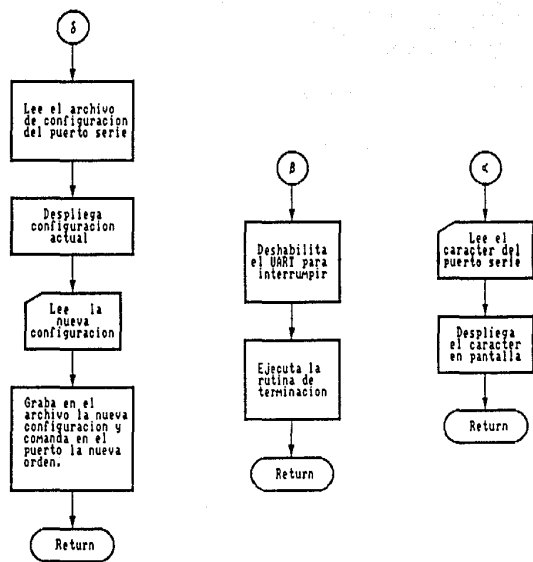 δ
Lee el archivo
de configuracion
del puerto serie
Despliega
configuracion
actual
Lee la
nueva
configuracion
Graba en el
archivo la nueva
configuracion y
comanda en el
puerto la nueva
orden.
Return
β
Deshabilita
el UART para
interrumpir
Ejecuta la
rutina de
terminacion
Return
α
Lee el
caracter del
puerto serie
Despliega
el caracter
en pantalla
Return